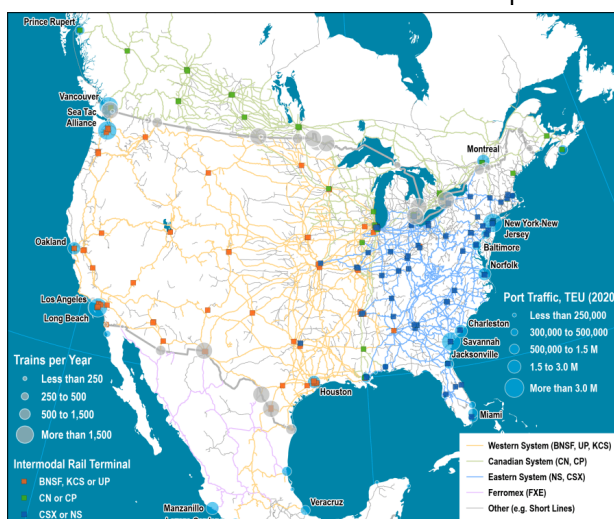 Prince Rupert
Vancouver
Sea Tac
Alliance
Montreal
Oakland
New York-New
Jersey
Baltimore
Norfolk
Los Angeles
Long Beach
Port Traffic, TEU (2020
Less than 250,000
300,000 to 500,000
500,000 to 1.5 M
1.5 to 3.0 M
More than 3.0 M
Charleston
Savannah
Jacksonville
Trains per Year
Less than 250
250 to 500
500 to 1,500
More than 1,500
Houston
Miami
Intermodal Rail Terminal
BNSF, KCS or UP
CN or CP
CSX or NS
Western System (BNSF, UP, KCS)
Canadian System (CN, CP)
Eastern System (NS, CSX)
Ferromex (FXE)
Other (e.g. Short Lines)
Manzanillo
Veracruz